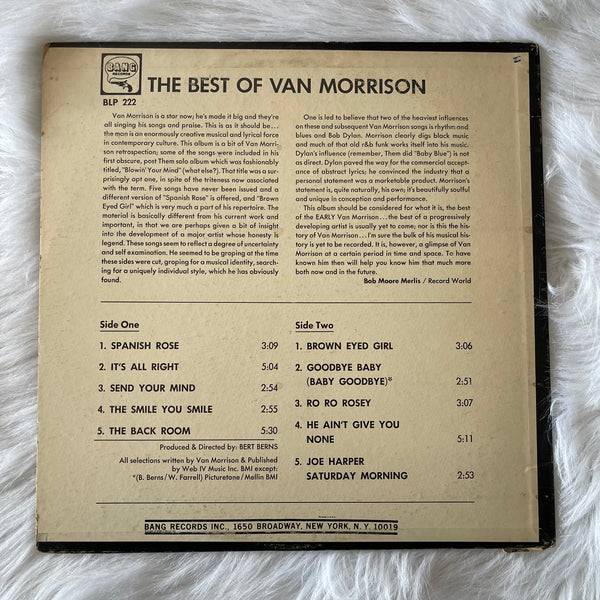 BANG
RECORDS
THE BEST OF VAN MORRISON
BLP 222
Van Morrison is a star now; he's made it big and they're
all singing his songs and praise. This is as it should be...
the man is an enormously creative musical and lyrical force
in contemporary culture. This album is a bit of Van Morri-
son retrospection; some of the songs were included in his
first obscure, post Them solo album which was fashionably
titled, "Blowin' Your Mind" (what else?). That title was a sur-
prisingly apt one, in spite of the triteness now associated
with the term. Five songs have never been issued and a
different version of "Spanish Rose" is offered, and "Brown
Eyed Girl" which is very much a part of his repertoire. The
material is basically different from his current work and
important, in that we are perhaps given a bit of insight
into the development of a major artist whose honesty is
legend. These songs seem to reflect a degree of uncertainty
and self examination. He seemed to be groping at the time
these sides were cut, groping for a musical identity, search-
ing for a uniquely individual style, which he has obviously
found.
One is led to believe that two of the heaviest influences
on these and subsequent Van Morrison songs is rhythm and
blues and Bob Dylan. Morrison clearly digs black music
and much of that old r&b funk works itself into his music.
Dylan's influence (remember, Them did "Baby Blue") is not
as direct. Dylan paved the way for the commercial accept-
ance of abstract lyrics; he convinced the industry that a
personal statement was a marketable product. Morrison's
statement is, quite naturally, his own; it's beautifully soulful
and unique in conception and performance.
This album should be considered for what it is, the best
of the EARLY Van Morrison...the best of a progressively
developing artist is usually yet to come; nor is this the his-
tory of Van Morrison...I'm sure the bulk of his musical his-
tory is yet to be recorded. It is, however, a glimpse of Van
Morrison at a certain period in time and space. To have
known him then will help you know him that much more
both now and in the future.
Bob Moore Merlis / Record World
Side One
1. SPANISH ROSE 3:09
2. IT'S ALL RIGHT 5:04
3. SEND YOUR MIND 2:54
4. THE SMILE YOU SMILE 2:55
5. THE BACK ROOM 5:30
Produced & Directed by: BERT BERNS
All selections written by Van Morrison & Published
by Web IV Music Inc. BMI except:
*(B. Berns/W. Farrell) Picturetone/Mellin BMI
Side Two
1. BROWN EYED GIRL 3:06
2. GOODBYE BABY
(BABY GOODBYE)* 2:51
3. RO RO ROSEY 3:07
4. HE AIN'T GIVE YOU
NONE 5:11
5. JOE HARPER
SATURDAY MORNING 2:53
BANG RECORDS INC., 1650 BROADWAY, NEW YORK, N. Y. 10019